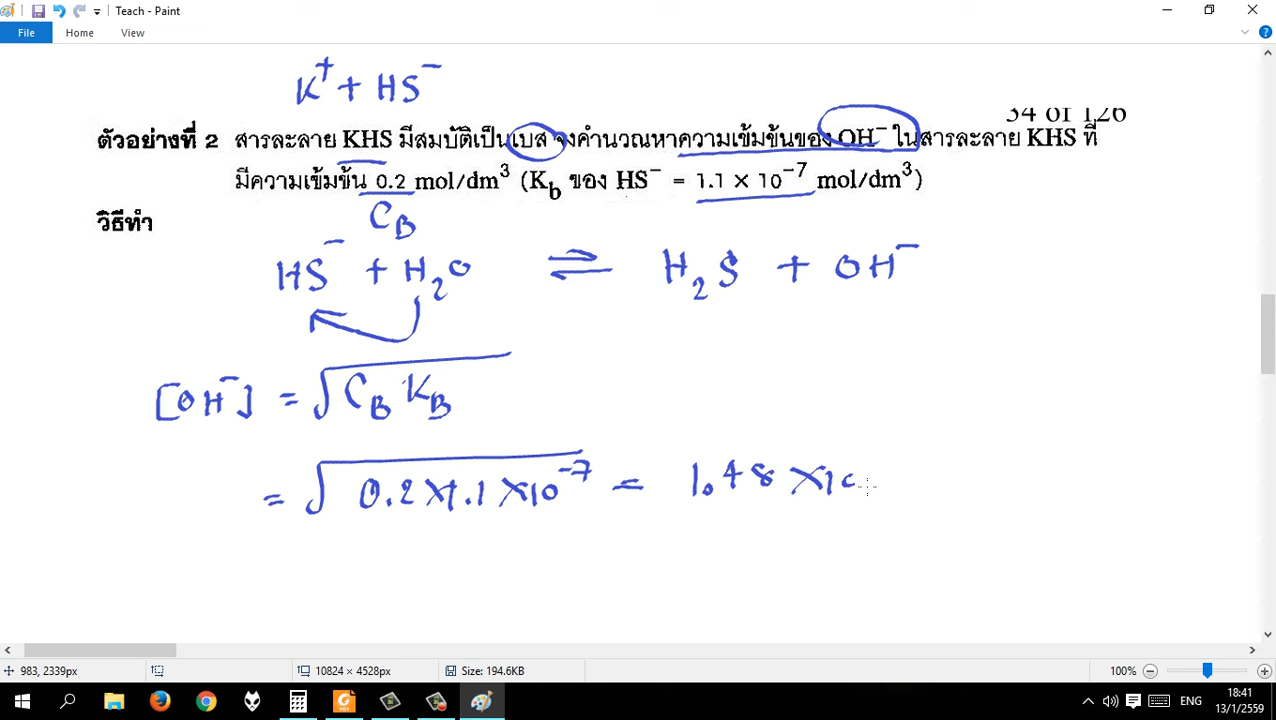 Teach - Paint
File Home View
K⁺ + HS⁻
34 of 126
ตัวอย่างที่ 2 สารละลาย KHS มีสมบัติเป็นเบส จงคำนวณหาความเข้มข้นของ OH⁻ ในสารละลาย KHS ที่
มีความเข้มข้น 0.2 mol/dm³ (K_b ของ HS⁻ = 1.1 × 10⁻⁷ mol/dm³)
C_B
วิธีทำ
HS⁻ + H₂O ⇌ H₂S + OH⁻
[OH⁻] = √C_B K_B
= √0.2 × 1.1 × 10⁻⁷ = 1.48 × 10
983, 2339px 10824 × 4528px Size: 194.6KB 100%
ENG 18:41
13/1/2559